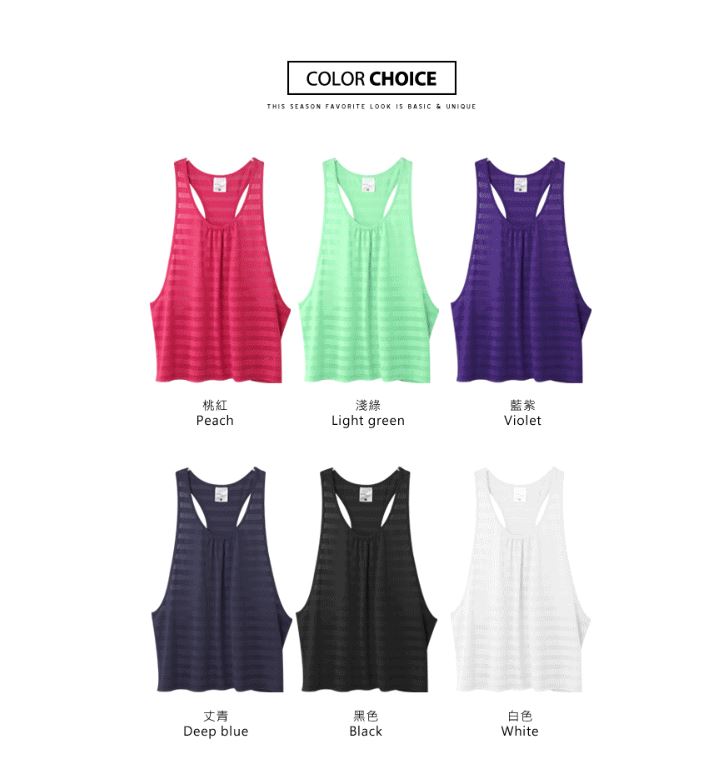 COLOR CHOICE
THIS SEASON FAVORITE LOOK IS BASIC & UNIQUE
桃紅
Peach
淺綠
Light green
藍紫
Violet
丈青
Deep blue
黑色
Black
白色
White